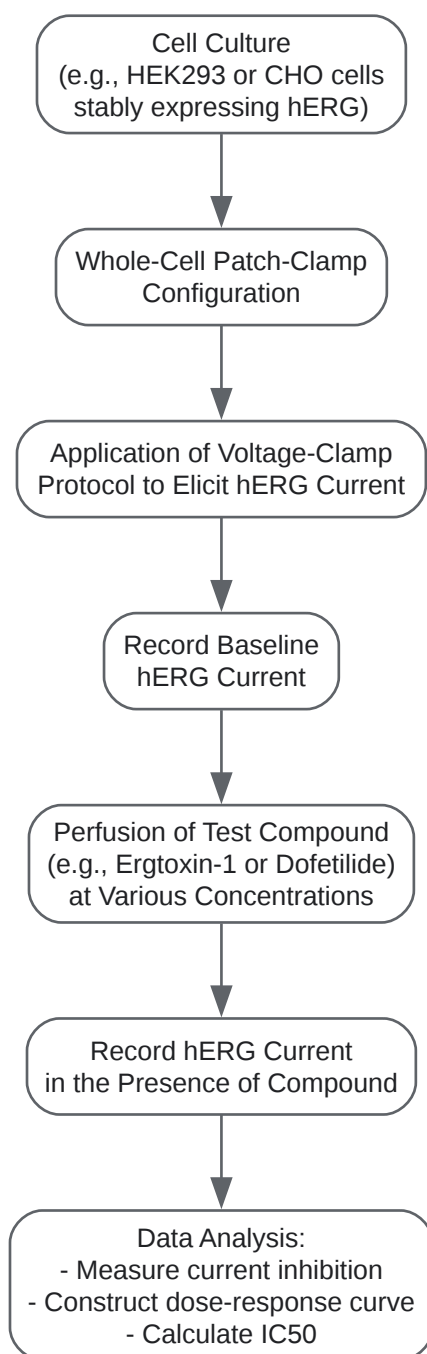 Cell Culture
(e.g., HEK293 or CHO cells
stably expressing hERG)
Whole-Cell Patch-Clamp
Configuration
Application of Voltage-Clamp
Protocol to Elicit hERG Current
Record Baseline
hERG Current
Perfusion of Test Compound
(e.g., Ergtoxin-1 or Dofetilide)
at Various Concentrations
Record hERG Current
in the Presence of Compound
Data Analysis:
- Measure current inhibition
- Construct dose-response curve
- Calculate IC50